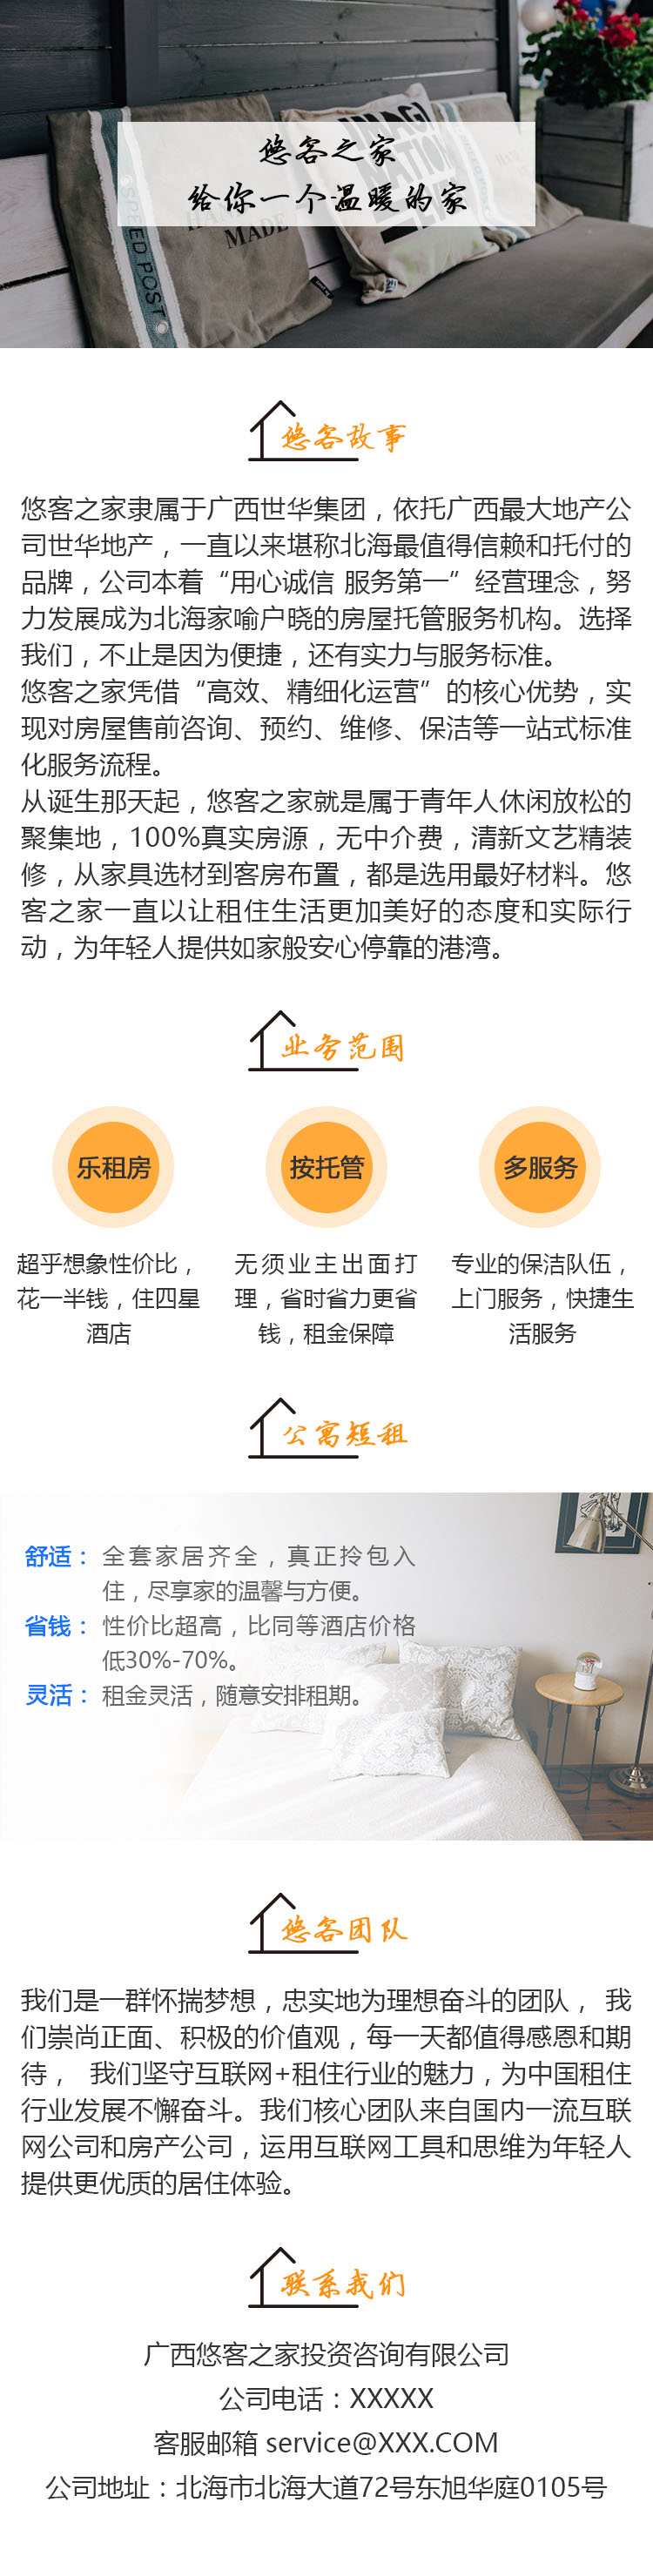 悠客之家
给你一个温暖的家
SPEED POST
MADE
悠客故事
悠客之家隶属于广西世华集团，依托广西最大地产公
司世华地产，一直以来堪称北海最值得信赖和托付的
品牌，公司本着“用心诚信 服务第一”经营理念，努
力发展成为北海家喻户晓的房屋托管服务机构。选择
我们，不止是因为便捷，还有实力与服务标准。
悠客之家凭借“高效、精细化运营”的核心优势，实
现对房屋售前咨询、预约、维修、保洁等一站式标准
化服务流程。
从诞生那天起，悠客之家就是属于青年人休闲放松的
聚集地，100%真实房源，无中介费，清新文艺精装
修，从家具选材到客房布置，都是选用最好材料。悠
客之家一直以让租住生活更加美好的态度和实际行
动，为年轻人提供如家般安心停靠的港湾。
业务范围
乐租房
按托管
多服务
超乎想象性价比，
花一半钱，住四星
酒店
无须业主出面打
理，省时省力更省
钱，租金保障
专业的保洁队伍，
上门服务，快捷生
活服务
公寓短租
舒适： 全套家居齐全，真正拎包入
住，尽享家的温馨与方便。
省钱： 性价比超高，比同等酒店价格
低30%-70%。
灵活： 租金灵活，随意安排租期。
悠客团队
我们是一群怀揣梦想，忠实地为理想奋斗的团队， 我
们崇尚正面、积极的价值观，每一天都值得感恩和期
待， 我们坚守互联网+租住行业的魅力，为中国租住
行业发展不懈奋斗。我们核心团队来自国内一流互联
网公司和房产公司，运用互联网工具和思维为年轻人
提供更优质的居住体验。
联系我们
广西悠客之家投资咨询有限公司
公司电话：XXXXX
客服邮箱 service@XXX.COM
公司地址：北海市北海大道72号东旭华庭0105号